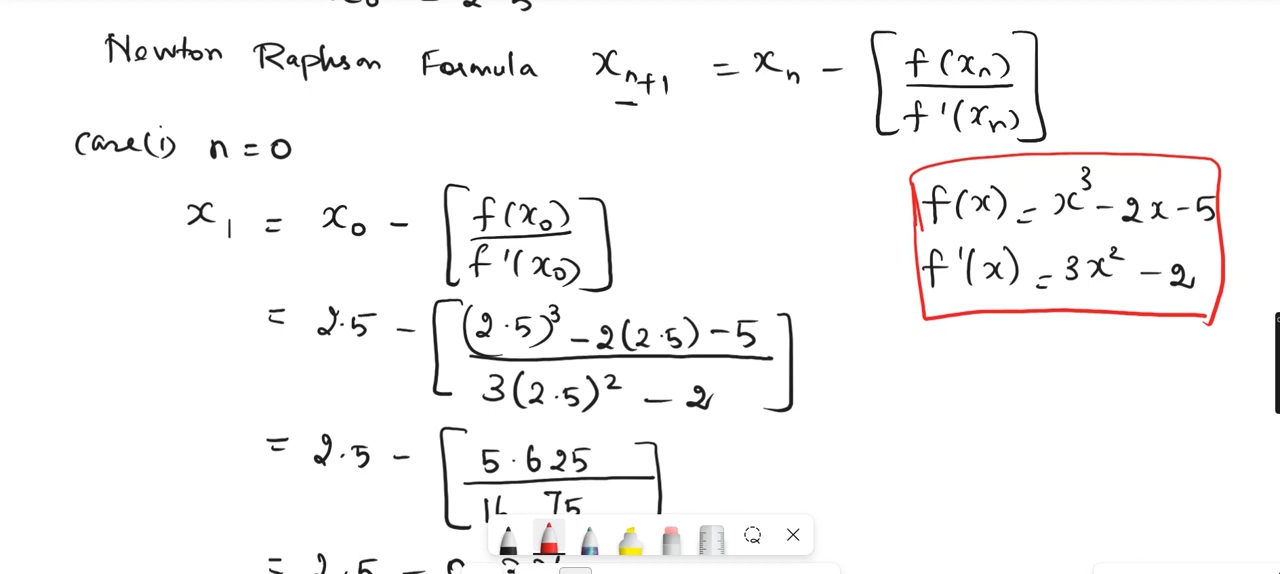 Newton Raphson Formula x_{n+1} = x_n - [f(x_n) / f'(x_n)]
Case(i) n = 0
x_1 = x_0 - [f(x_0) / f'(x_0)]
= 2.5 - [((2.5)^3 - 2(2.5) - 5) / (3(2.5)^2 - 2)]
= 2.5 - [5.625 / 75]
= 2.5 -
f(x) = x^3 - 2x - 5
f'(x) = 3x^2 - 2